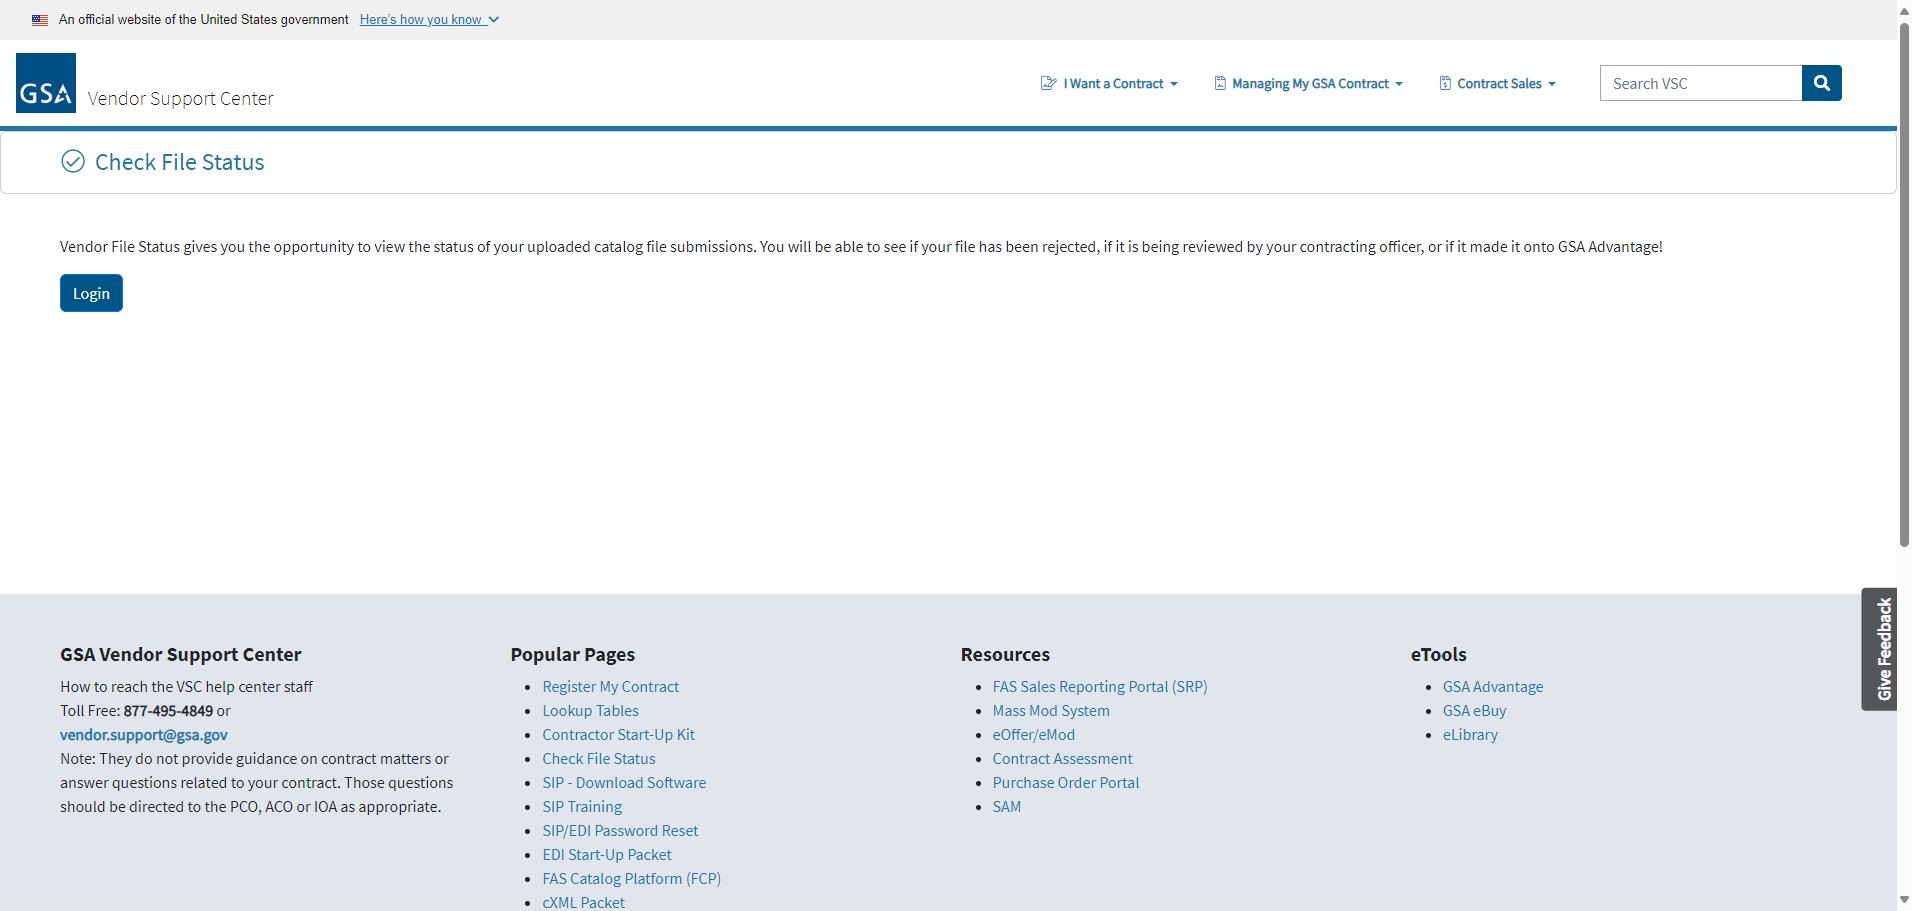 An official website of the United States government Here's how you know
GSA Vendor Support Center
I Want a Contract Managing My GSA Contract Contract Sales Search VSC
Check File Status
Vendor File Status gives you the opportunity to view the status of your uploaded catalog file submissions. You will be able to see if your file has been rejected, if it is being reviewed by your contracting officer, or if it made it onto GSA Advantage!
Login
Give Feedback
GSA Vendor Support Center
How to reach the VSC help center staff
Toll Free: 877-495-4849 or
vendor.support@gsa.gov
Note: They do not provide guidance on contract matters or
answer questions related to your contract. Those questions
should be directed to the PCO, ACO or IOA as appropriate.
Popular Pages
Register My Contract
Lookup Tables
Contractor Start-Up Kit
Check File Status
SIP - Download Software
SIP Training
SIP/EDI Password Reset
EDI Start-Up Packet
FAS Catalog Platform (FCP)
cXML Packet
Resources
FAS Sales Reporting Portal (SRP)
Mass Mod System
eOffer/eMod
Contract Assessment
Purchase Order Portal
SAM
eTools
GSA Advantage
GSA eBuy
eLibrary